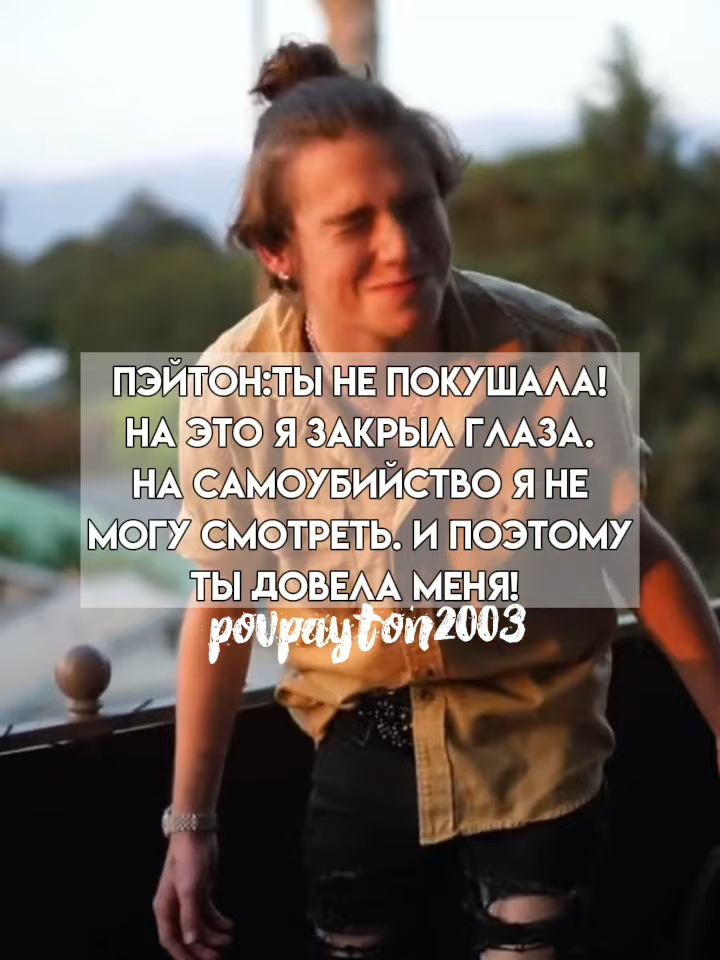 ПЭЙТОН:ТЫ НЕ ПОКУШАЛА!
НА ЭТО Я ЗАКРЫЛ ГЛАЗА.
НА САМОУБИЙСТВО Я НЕ
МОГУ СМОТРЕТЬ. И ПОЭТОМУ
ТЫ ДОВЕЛА МЕНЯ!
povpayton2003